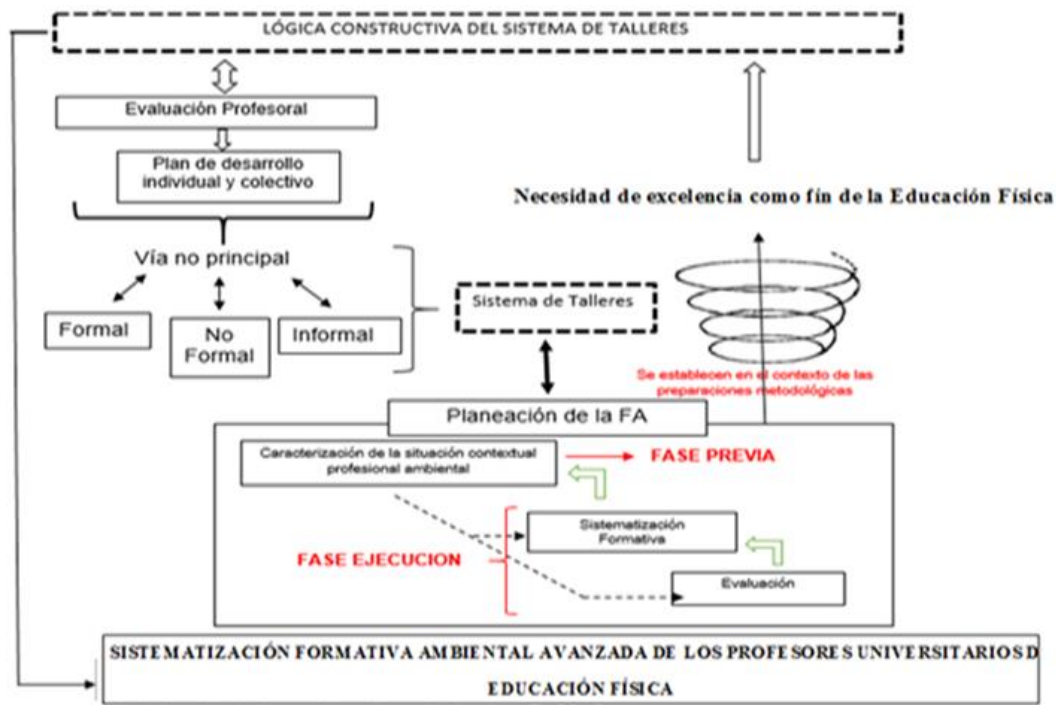 LÓGICA CONSTRUCTIVA DEL SISTEMA DE TALLERES
Evaluación Profesoral
Plan de desarrollo
individual y colectivo
Necesidad de excelencia como fín de la Educación Física
Vía no principal
Formal
No
Formal
Informal
Sistema de Talleres
Se establecen en el contexto de las
preparaciones metodológicas
Planeación de la FA
Caracterización de la situación contextual
profesional ambiental
FASE PREVIA
Sistematización
Formativa
FASE EJECUCION
Evaluación
SISTEMATIZACIÓN FORMATIVA AMBIENTAL AVANZADA DE LOS PROFESORES UNIVERSITARIOS D
EDUCACIÓN FÍSICA